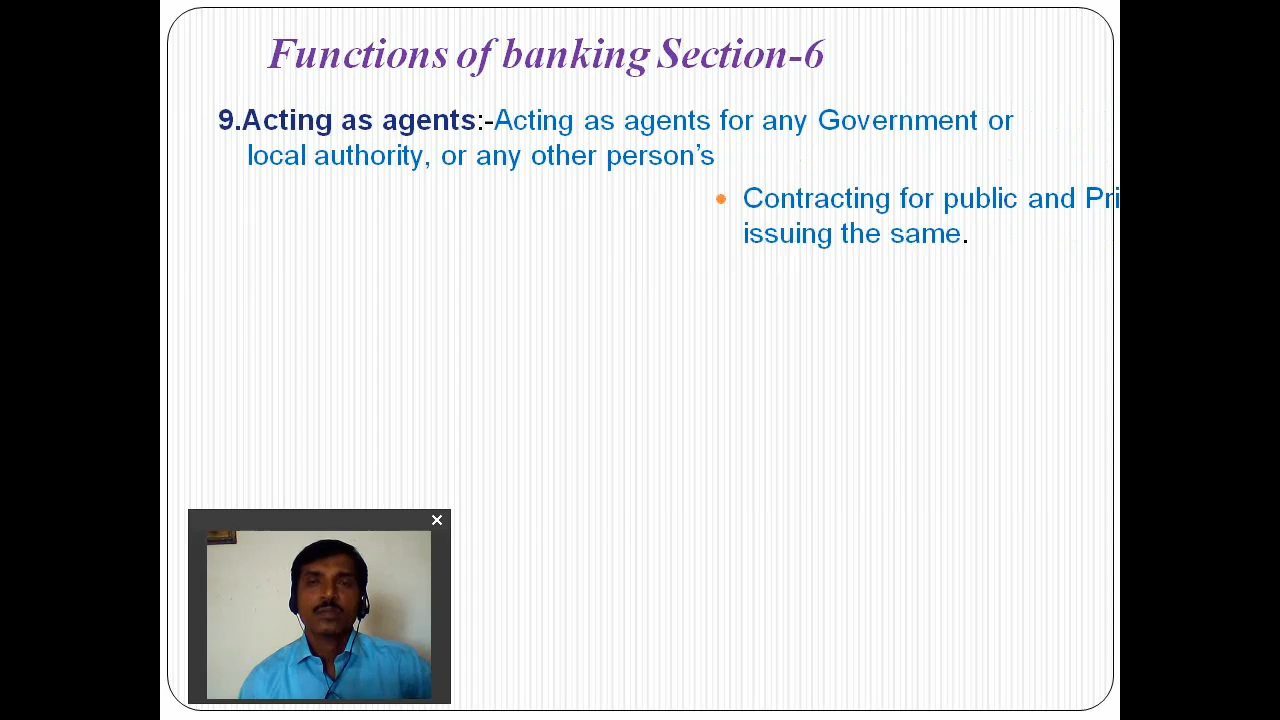 Functions of banking Section-6
9.Acting as agents:-Acting as agents for any Government or
local authority, or any other person’s
Contracting for public and Pri
issuing the same.